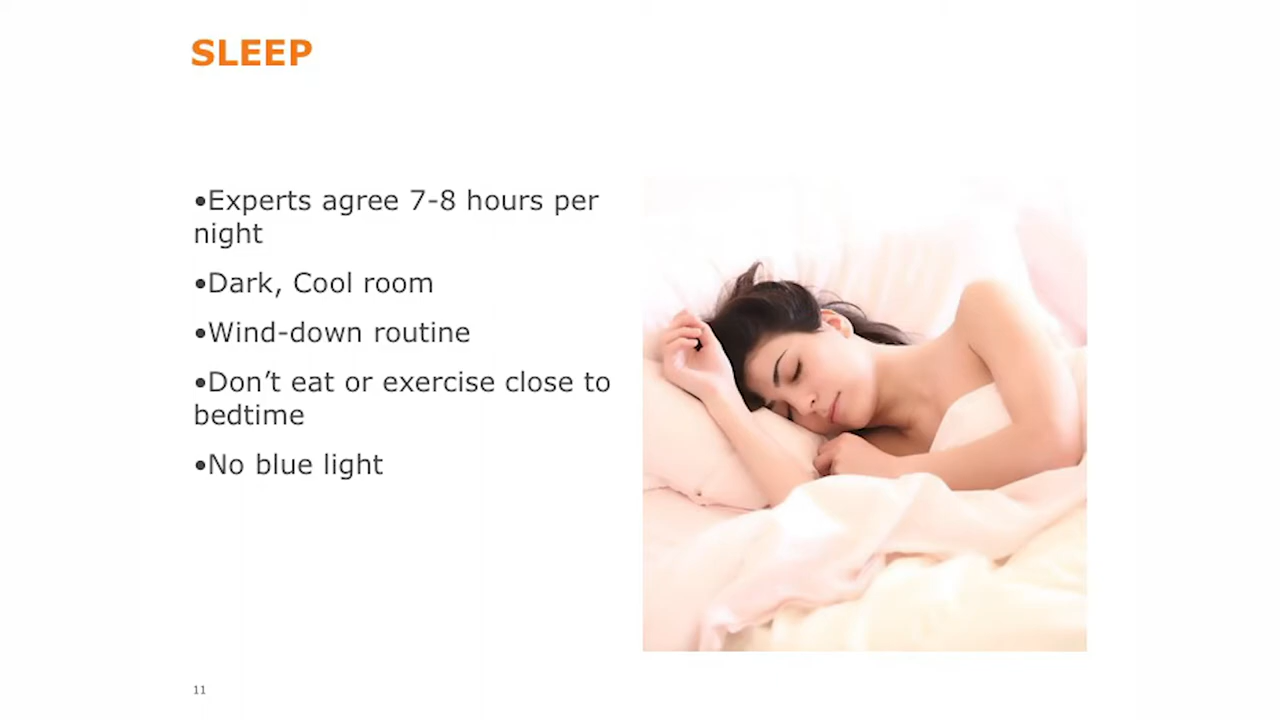 SLEEP
•Experts agree 7-8 hours per
night
•Dark, Cool room
•Wind-down routine
•Don’t eat or exercise close to
bedtime
•No blue light
11